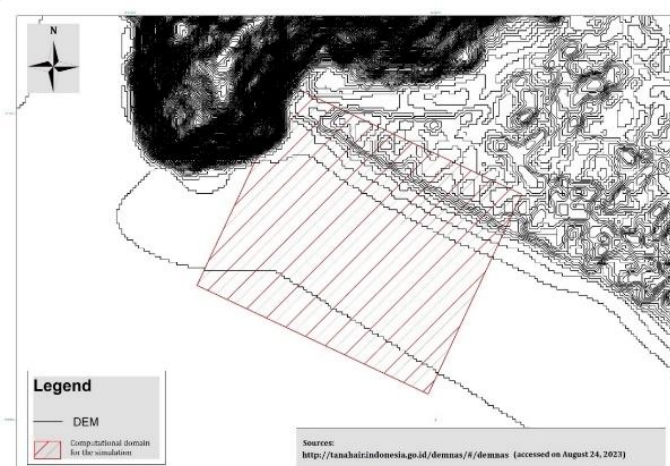 N
Legend
DEM
Computational domain
for the simulation
Sources:
http://tanahair.indonesia.go.id/demnas/#/demnas (accessed on August 24, 2023)